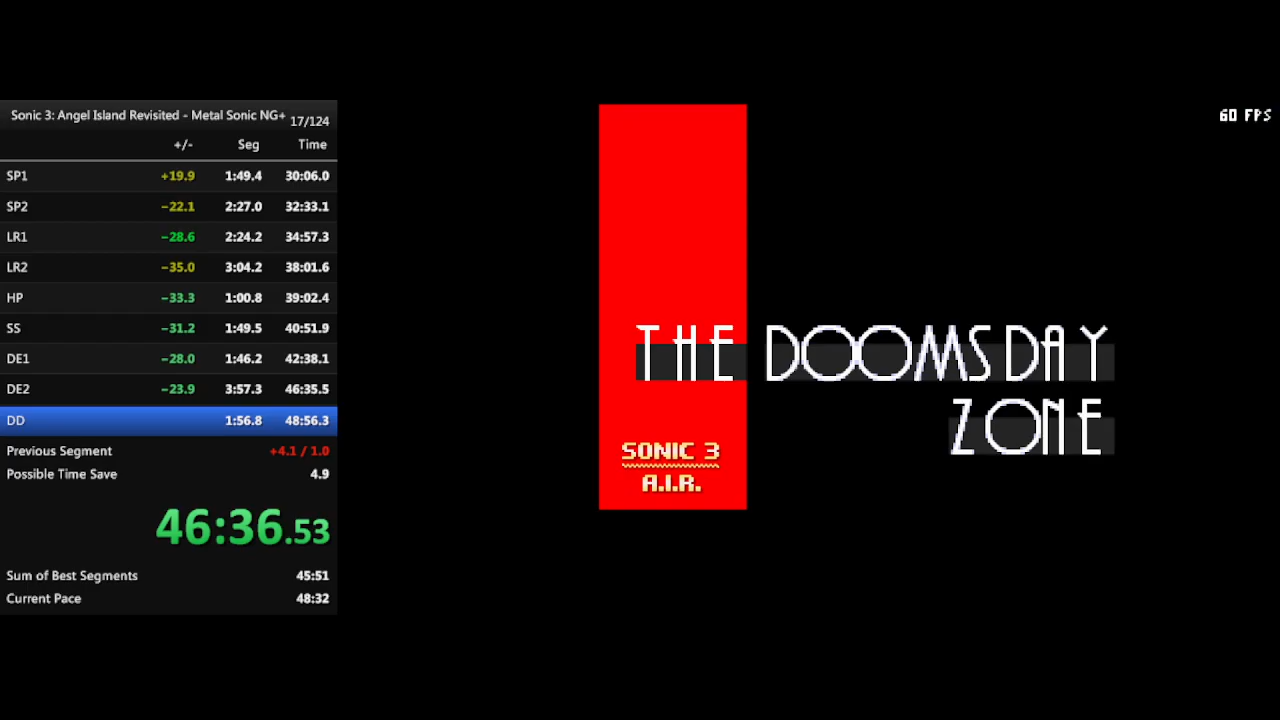 Sonic 3: Angel Island Revisited - Metal Sonic NG+ 17/124
+/- Seg Time
SP1 +19.9 1:49.4 30:06.0
SP2 −22.1 2:27.0 32:33.1
LR1 −28.6 2:24.2 34:57.3
LR2 −35.0 3:04.2 38:01.6
HP −33.3 1:00.8 39:02.4
SS −31.2 1:49.5 40:51.9
DE1 −28.0 1:46.2 42:38.1
DE2 −23.9 3:57.3 46:35.5
DD 1:56.8 48:56.3
Previous Segment +4.1 / 1.0
Possible Time Save 4.9
46:36.53
Sum of Best Segments 45:51
Current Pace 48:32
THE DOOMSDAY
ZONE
SONIC 3
A.I.R.
60 FPS